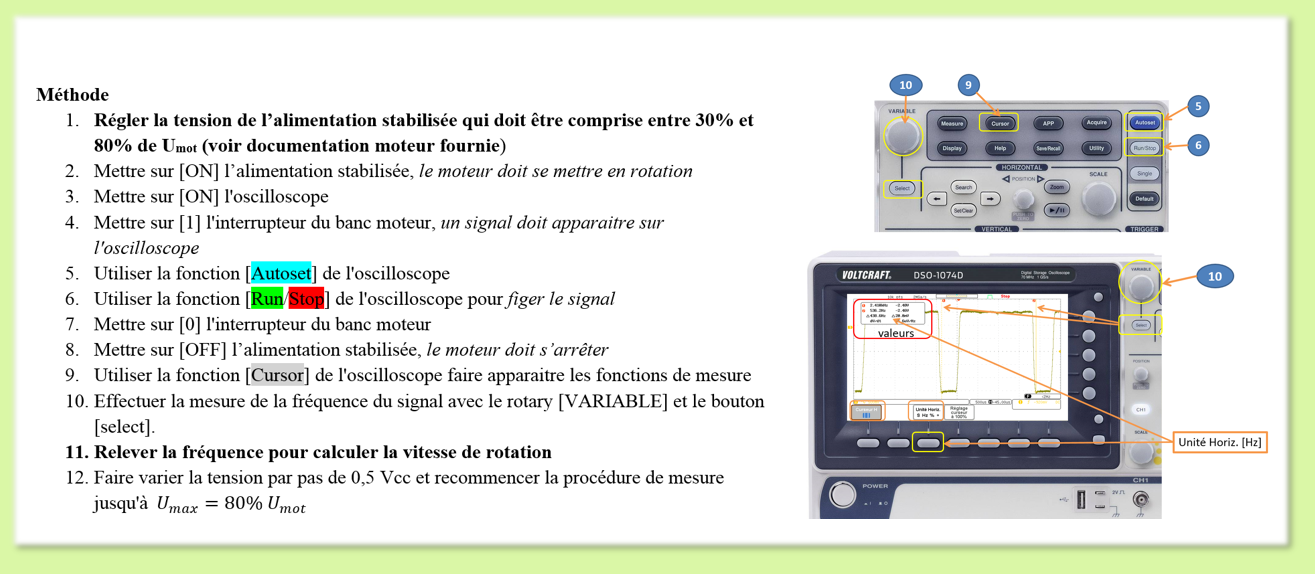 Méthode
1. Régler la tension de l’alimentation stabilisée qui doit être comprise entre 30% et
80% de Umot (voir documentation moteur fournie)
2. Mettre sur [ON] l’alimentation stabilisée, le moteur doit se mettre en rotation
3. Mettre sur [ON] l'oscilloscope
4. Mettre sur [1] l'interrupteur du banc moteur, un signal doit apparaitre sur
l'oscilloscope
5. Utiliser la fonction [Autoset] de l'oscilloscope
6. Utiliser la fonction [Run/Stop] de l'oscilloscope pour figer le signal
7. Mettre sur [0] l'interrupteur du banc moteur
8. Mettre sur [OFF] l’alimentation stabilisée, le moteur doit s’arrêter
9. Utiliser la fonction [Cursor] de l'oscilloscope faire apparaitre les fonctions de mesure
10. Effectuer la mesure de la fréquence du signal avec le rotary [VARIABLE] et le bouton
[select].
11. Relever la fréquence pour calculer la vitesse de rotation
12. Faire varier la tension par pas de 0,5 Vcc et recommencer la procédure de mesure
jusqu'à Umax = 80% Umot
10
9
5
6
VARIABLE
Measure Cursor APP Acquire Autoset
Display Help Save/Recall Utility Run/Stop
HORIZONTAL
Select
Search
POSITION
Zoom
SCALE
Single
Set/Clear
Default
VERTICAL
TRIGGER
VOLTCRAFT DSO-1074D
Digital Storage Oscilloscope
70 MHz 1 GS/s
VARIABLE
10
Stop
valeurs
Select
POSITION
CH1
SCALE
Curseur H
Unité Horiz.
S Hz %
Réglage
curseur
à 100%
Unité Horiz. [Hz]
POWER
CH1